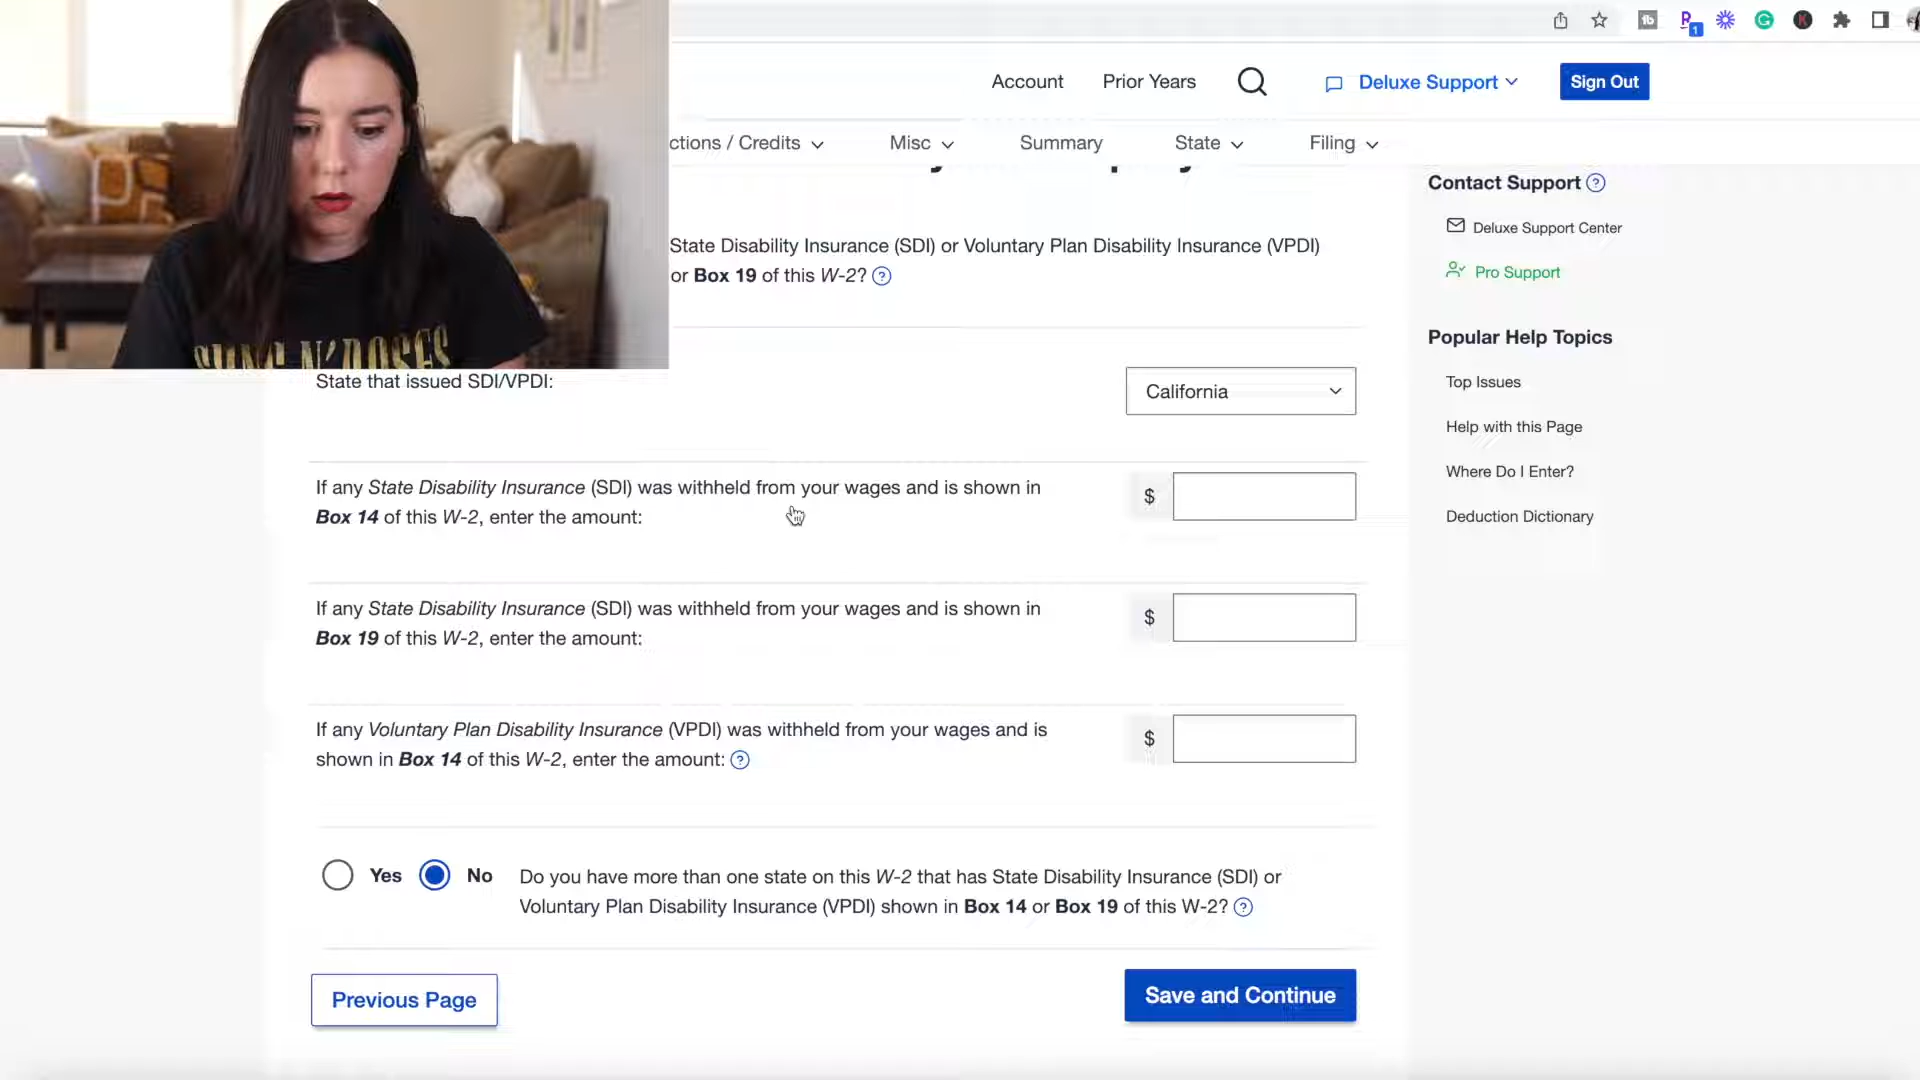 Account Prior Years Deluxe Support Sign Out
ctions / Credits Misc Summary State Filing
Contact Support ?
Deluxe Support Center
Pro Support
Popular Help Topics
Top Issues
Help with this Page
Where Do I Enter?
Deduction Dictionary
State Disability Insurance (SDI) or Voluntary Plan Disability Insurance (VPDI)
or Box 19 of this W-2? ?
State that issued SDI/VPDI:
California
If any State Disability Insurance (SDI) was withheld from your wages and is shown in
Box 14 of this W-2, enter the amount:
$
If any State Disability Insurance (SDI) was withheld from your wages and is shown in
Box 19 of this W-2, enter the amount:
$
If any Voluntary Plan Disability Insurance (VPDI) was withheld from your wages and is
shown in Box 14 of this W-2, enter the amount: ?
$
Yes No Do you have more than one state on this W-2 that has State Disability Insurance (SDI) or
Voluntary Plan Disability Insurance (VPDI) shown in Box 14 or Box 19 of this W-2? ?
Previous Page
Save and Continue